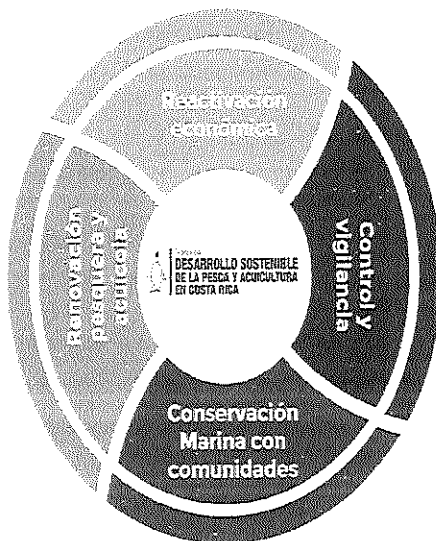 Reactivación
económica
Control y
vigilancia
Conservación
Marina con
comunidades
Renovación
pesquera y
acuícola
DESARROLLO SOSTENIBLE
DE LA PESCA Y ACUICULTURA
EN COSTA RICA